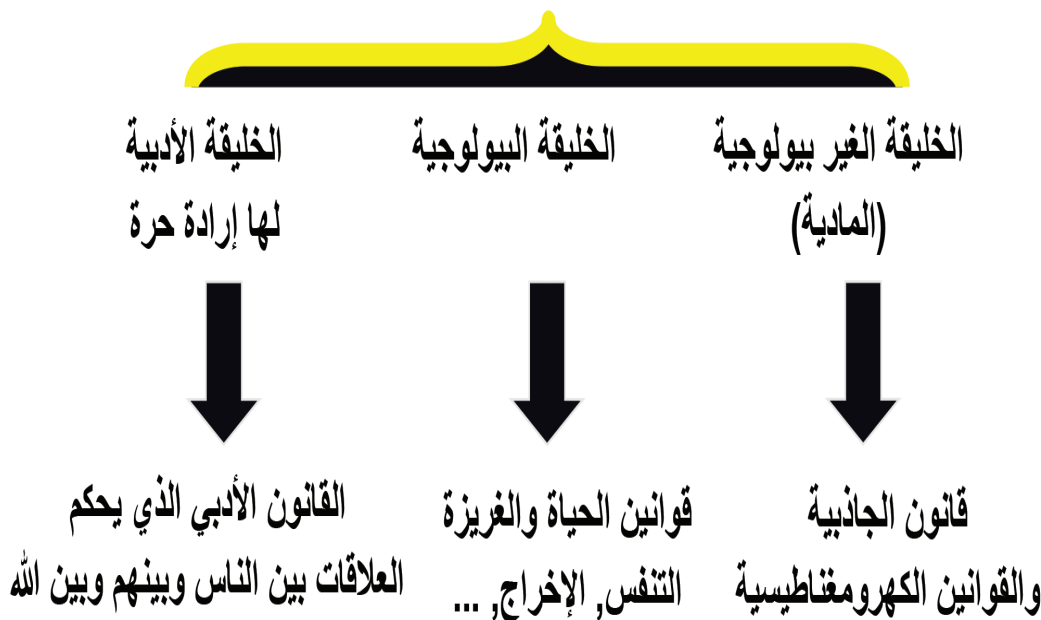 الخليقة الغير بيولوجية
(المادية)
الخليقة البيولوجية
الخليقة الأدبية
لها إرادة حرة
قانون الجاذبية
والقوانين الكهرومغناطيسية
قوانين الحياة والغريزة
التنفس, الإخراج, ...
القانون الأدبي الذي يحكم
العلاقات بين الناس وبينهم وبين الله